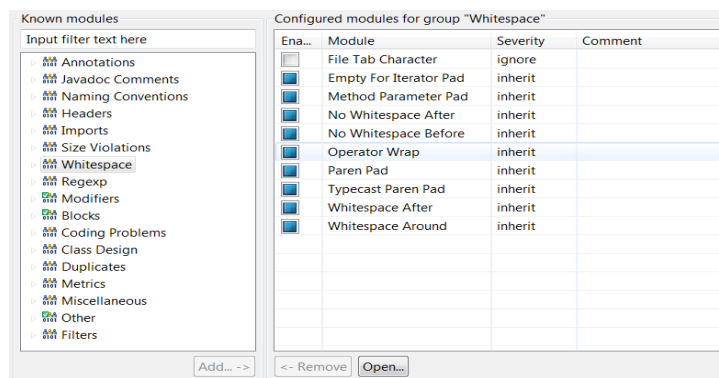 Known modules
Input filter text here
Annotations
Javadoc Comments
Naming Conventions
Headers
Imports
Size Violations
Whitespace
Regexp
Modifiers
Blocks
Coding Problems
Class Design
Duplicates
Metrics
Miscellaneous
Other
Filters
Add... ->
Configured modules for group "Whitespace"
Ena... Module Severity Comment
File Tab Character ignore
Empty For Iterator Pad inherit
Method Parameter Pad inherit
No Whitespace After inherit
No Whitespace Before inherit
Operator Wrap inherit
Paren Pad inherit
Typecast Paren Pad inherit
Whitespace After inherit
Whitespace Around inherit
<- Remove Open...